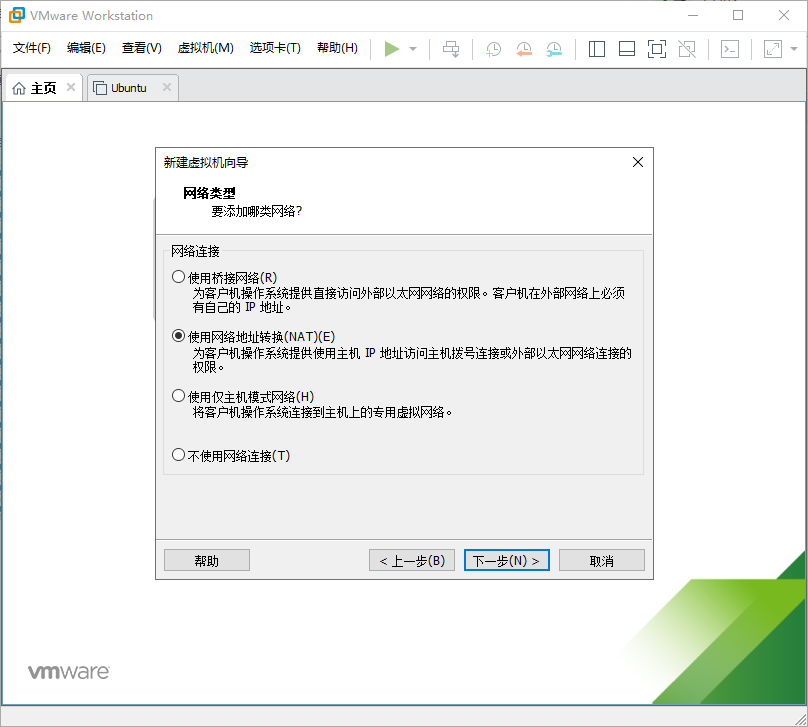 VMware Workstation
文件(F) 编辑(E) 查看(V) 虚拟机(M) 选项卡(T) 帮助(H)
主页 Ubuntu
新建虚拟机向导
网络类型
要添加哪类网络?
网络连接
使用桥接网络(R)
为客户机操作系统提供直接访问外部以太网网络的权限。客户机在外部网络上必须
有自己的 IP 地址。
使用网络地址转换(NAT)(E)
为客户机操作系统提供使用主机 IP 地址访问主机拨号连接或外部以太网网络连接的
权限。
使用仅主机模式网络(H)
将客户机操作系统连接到主机上的专用虚拟网络。
不使用网络连接(T)
帮助 < 上一步(B) 下一步(N) > 取消
vmware